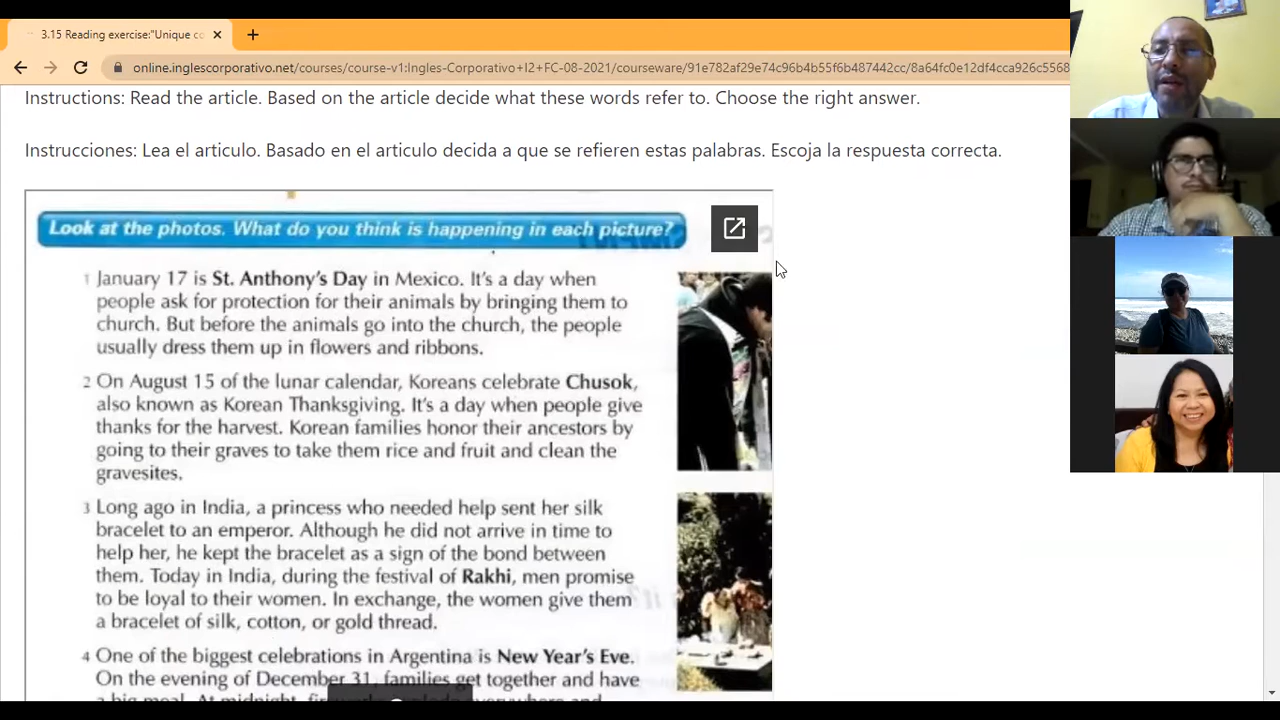 3.15 Reading exercise:"Unique co
online.inglescorporativo.net/courses/course-v1:Ingles-Corporativo+I2+FC-08-2021/courseware/91e782af29e74c96b4b55f6b487442cc/8a64fc0e12df4cca926c5568
Instructions: Read the article. Based on the article decide what these words refer to. Choose the right answer.
Instrucciones: Lea el articulo. Basado en el articulo decida a que se refieren estas palabras. Escoja la respuesta correcta.
Look at the photos. What do you think is happening in each picture?
1 January 17 is St. Anthony's Day in Mexico. It's a day when
people ask for protection for their animals by bringing them to
church. But before the animals go into the church, the people
usually dress them up in flowers and ribbons.
2 On August 15 of the lunar calendar, Koreans celebrate Chusok,
also known as Korean Thanksgiving. It's a day when people give
thanks for the harvest. Korean families honor their ancestors by
going to their graves to take them rice and fruit and clean the
gravesites.
3 Long ago in India, a princess who needed help sent her silk
bracelet to an emperor. Although he did not arrive in time to
help her, he kept the bracelet as a sign of the bond between
them. Today in India, during the festival of Rakhi, men promise
to be loyal to their women. In exchange, the women give them
a bracelet of silk, cotton, or gold thread.
4 One of the biggest celebrations in Argentina is New Year's Eve.
On the evening of December 31, families get together and have
a big meal. At midnight,